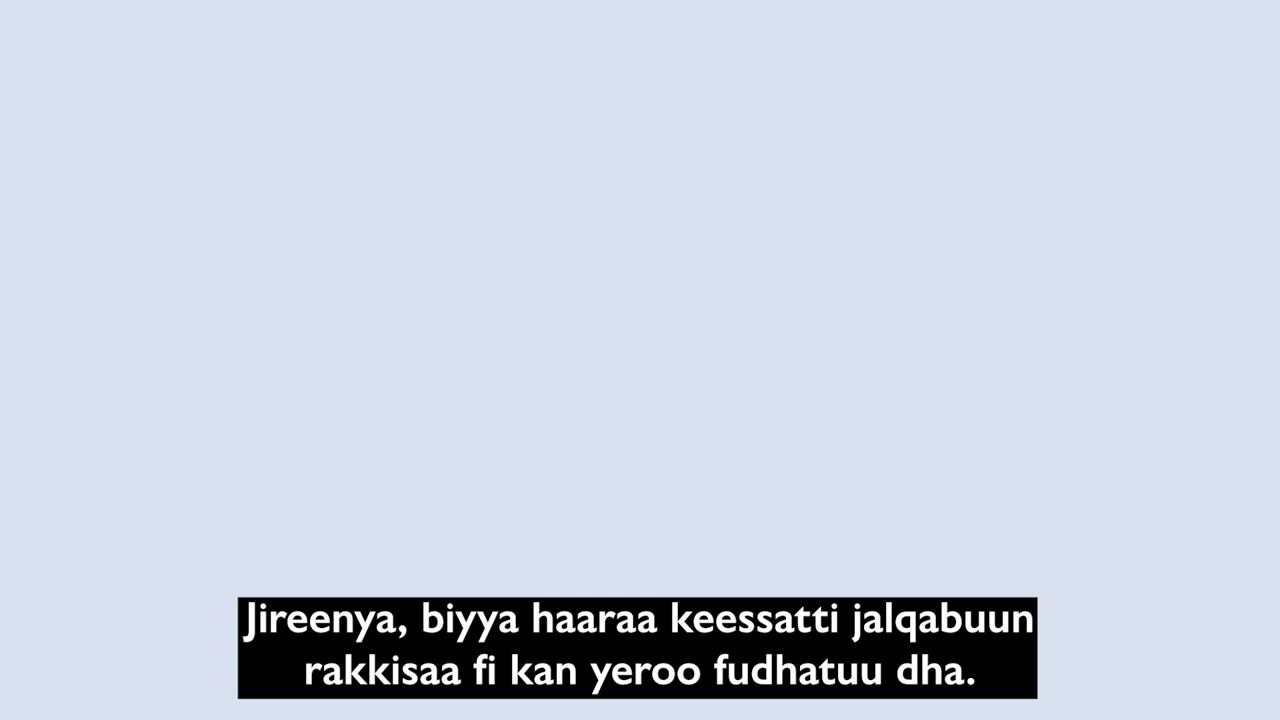 Jireenya, biyya haaraa keessatti jalqabuun
rakkisaa fi kan yeroo fudhatuu dha.